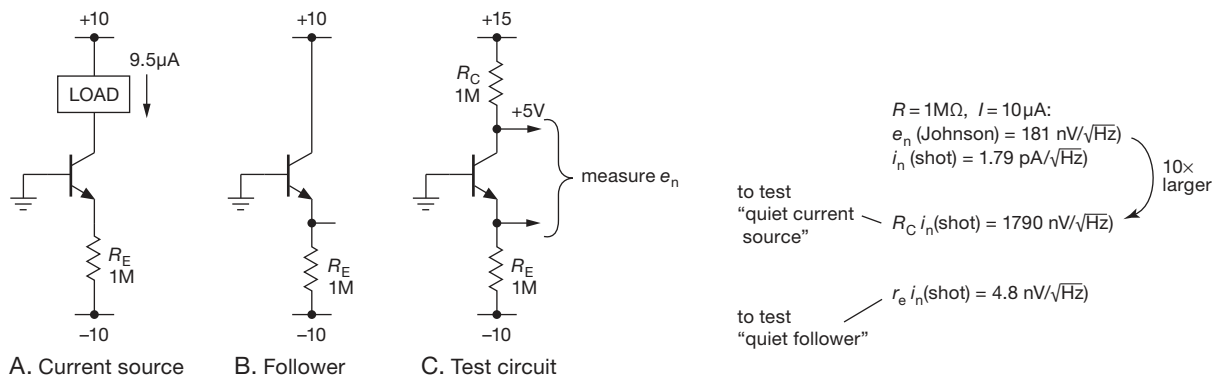 +10
9.5µA
LOAD
R_E
1M
–10
A. Current source
+10
R_E
1M
–10
B. Follower
+15
R_C
1M
+5V
measure e_n
R_E
1M
–10
C. Test circuit
R = 1MΩ, I = 10µA:
e_n (Johnson) = 181 nV/√Hz)
i_n (shot) = 1.79 pA/√Hz)
10×
larger
to test
“quiet current
source”
R_C i_n(shot) = 1790 nV/√Hz)
r_e i_n(shot) = 4.8 nV/√Hz)
to test
“quiet follower”